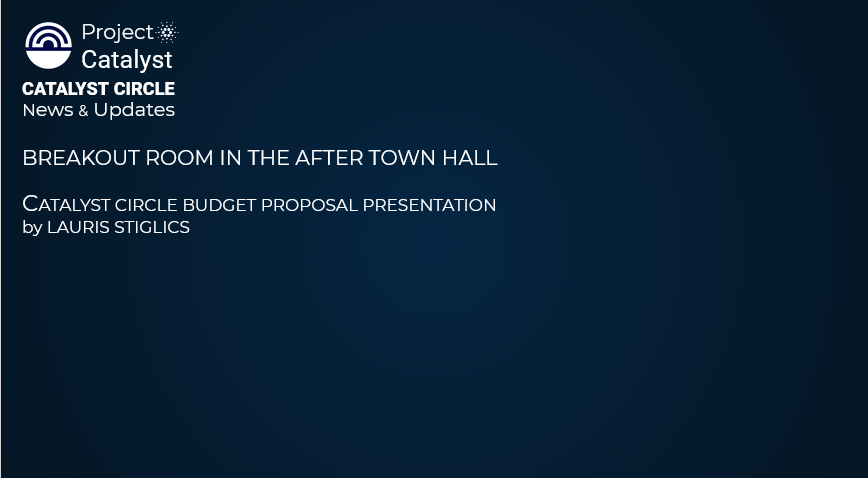 Project
Catalyst
CATALYST CIRCLE
News & Updates
BREAKOUT ROOM IN THE AFTER TOWN HALL
CATALYST CIRCLE BUDGET PROPOSAL PRESENTATION
by LAURIS STIGLICS